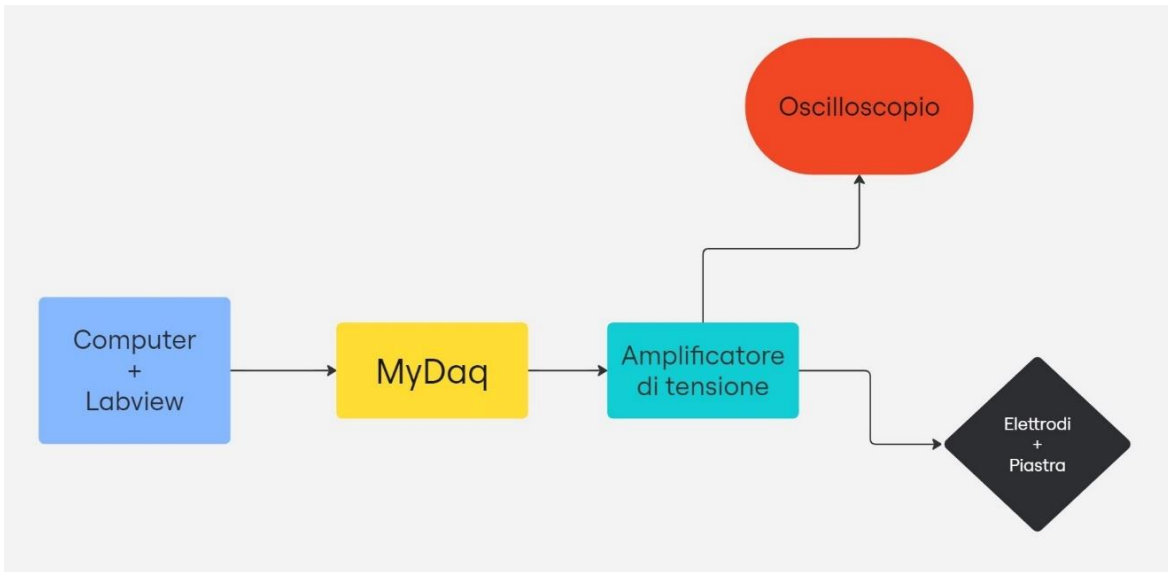 Oscilloscopio
Computer
+
Labview
MyDaq
Amplificatore
di tensione
Elettrodi
+
Piastra